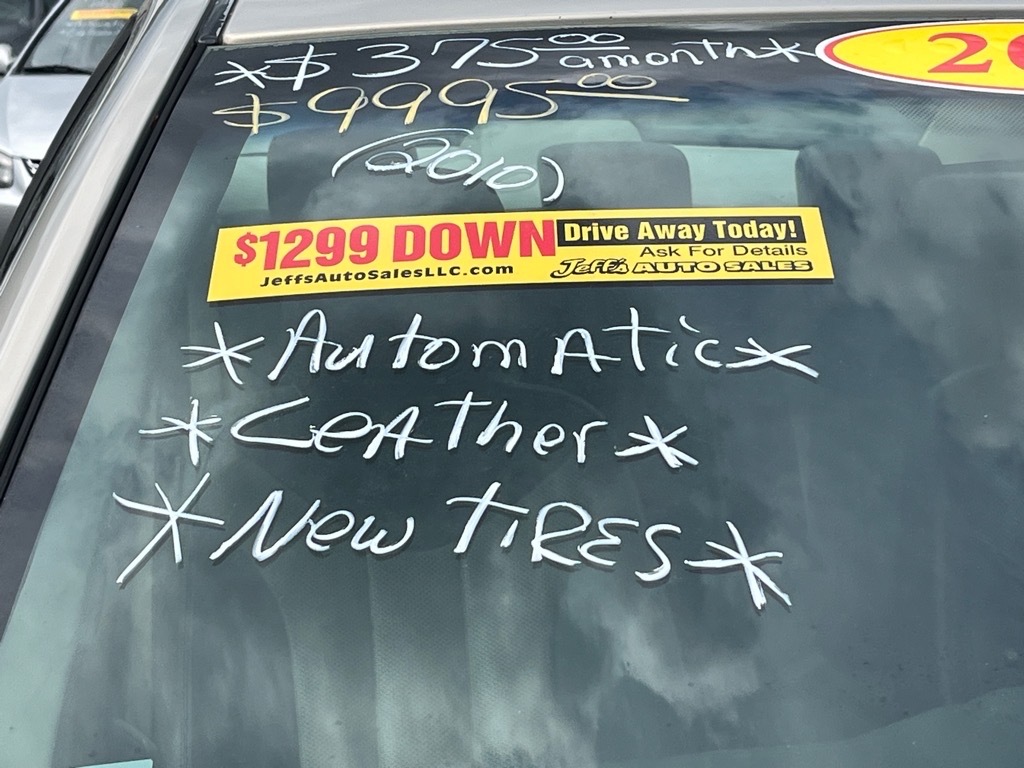 *$375.00 a month*
$9995.00
(2010)
$1299 DOWN Drive Away Today!
Ask For Details
JeffsAutoSalesLLC.com Jeff's AUTO SALES
*Automatic*
*LeATher*
*New TiRES*